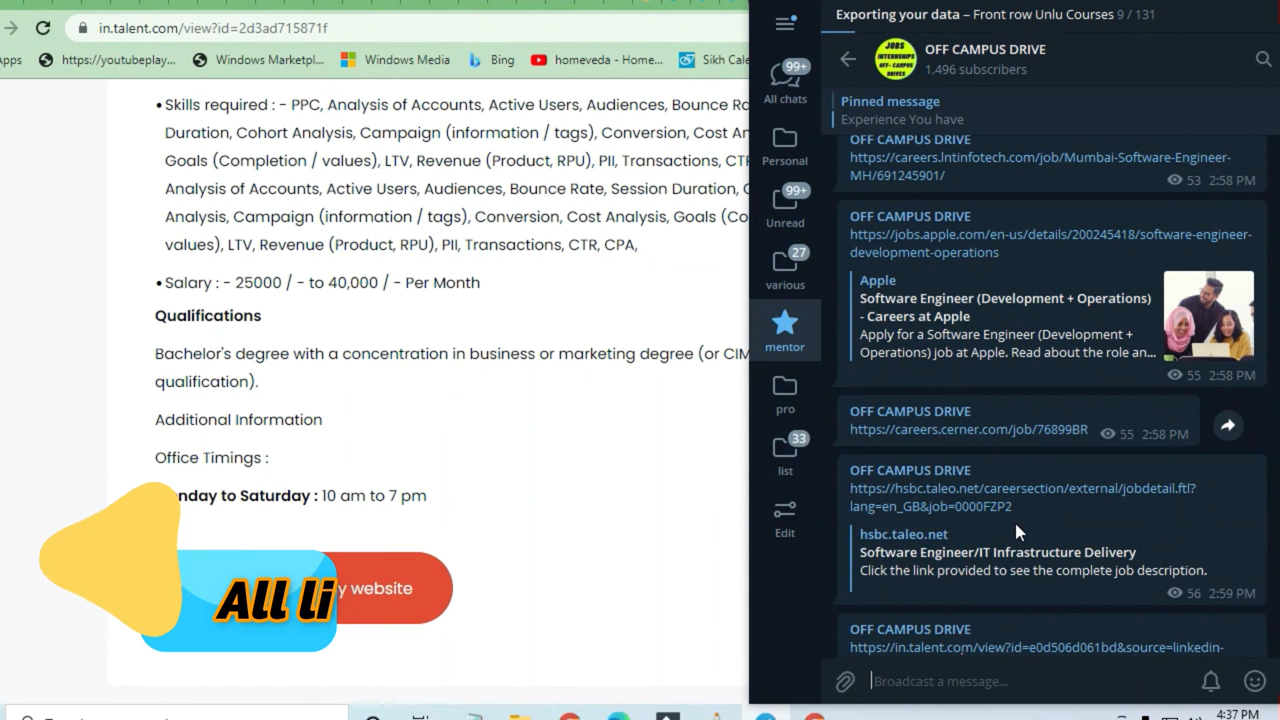 in.talent.com/view?id=2d3ad715871f
https://youtubeplay...
Windows Marketpl...
Windows Media
Bing
homeveda - Home...
Sikh Cale
• Skills required : - PPC, Analysis of Accounts, Active Users, Audiences, Bounce
Duration, Cohort Analysis, Campaign (information / tags), Conversion, Cost
Goals (Completion / values), LTV, Revenue (Product, RPU), PII, Transactions,
Analysis of Accounts, Active Users, Audiences, Bounce Rate, Session Duration,
Analysis, Campaign (information / tags), Conversion, Cost Analysis, Goals
values), LTV, Revenue (Product, RPU), PII, Transactions, CTR, CPA,
• Salary : - 25000 / - to 40,000 / - Per Month
Qualifications
Bachelor's degree with a concentration in business or marketing degree (or CIM
qualification).
Additional Information
Office Timings :
nday to Saturday : 10 am to 7 pm
y website
All Li
Exporting your data – Front row Unlu Courses 9 / 131
99+
All chats
Personal
99+
Unread
27
various
mentor
pro
33
list
Edit
OFF CAMPUS DRIVE
1,496 subscribers
JOBS
INTERNSHIPS
OFF- CAMPUS
DRIVES
Pinned message
Experience You have
OFF CAMPUS DRIVE
https://careers.lntinfotech.com/job/Mumbai-Software-Engineer-
MH/691245901/
53 2:58 PM
OFF CAMPUS DRIVE
https://jobs.apple.com/en-us/details/200245418/software-engineer-
development-operations
Apple
Software Engineer (Development + Operations)
- Careers at Apple
Apply for a Software Engineer (Development +
Operations) job at Apple. Read about the role an...
55 2:58 PM
OFF CAMPUS DRIVE
https://careers.cerner.com/job/76899BR
55 2:58 PM
OFF CAMPUS DRIVE
https://hsbc.taleo.net/careersection/external/jobdetail.ftl?
lang=en_GB&job=0000FZP2
hsbc.taleo.net
Software Engineer/IT Infrastructure Delivery
Click the link provided to see the complete job description.
56 2:59 PM
OFF CAMPUS DRIVE
https://in.talent.com/view?id=e0d506d061bd&source=linkedin-
Broadcast a message...
4:37 PM